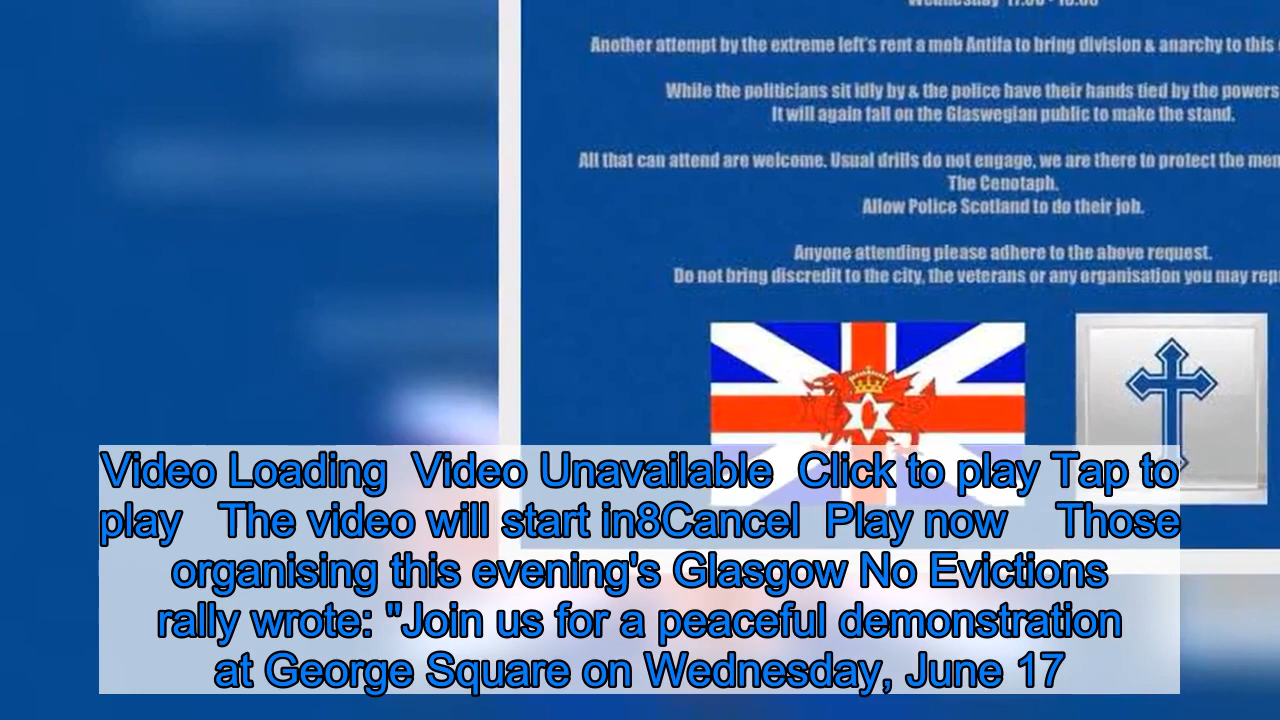 Wednesday 17:00 - 18:00
Another attempt by the extreme left's rent a mob Antifa to bring division & anarchy to this
While the politicians sit idly by & the police have their hands tied by the powers
It will again fall on the Glaswegian public to make the stand.
All that can attend are welcome. Usual drills do not engage, we are there to protect the
The Cenotaph.
Allow Police Scotland to do their job.
Anyone attending please adhere to the above request.
Do not bring discredit to the city, the veterans or any organisation you may
Video Loading Video Unavailable Click to play Tap to
play The video will start in8Cancel Play now Those
organising this evening's Glasgow No Evictions
rally wrote: "Join us for a peaceful demonstration
at George Square on Wednesday, June 17